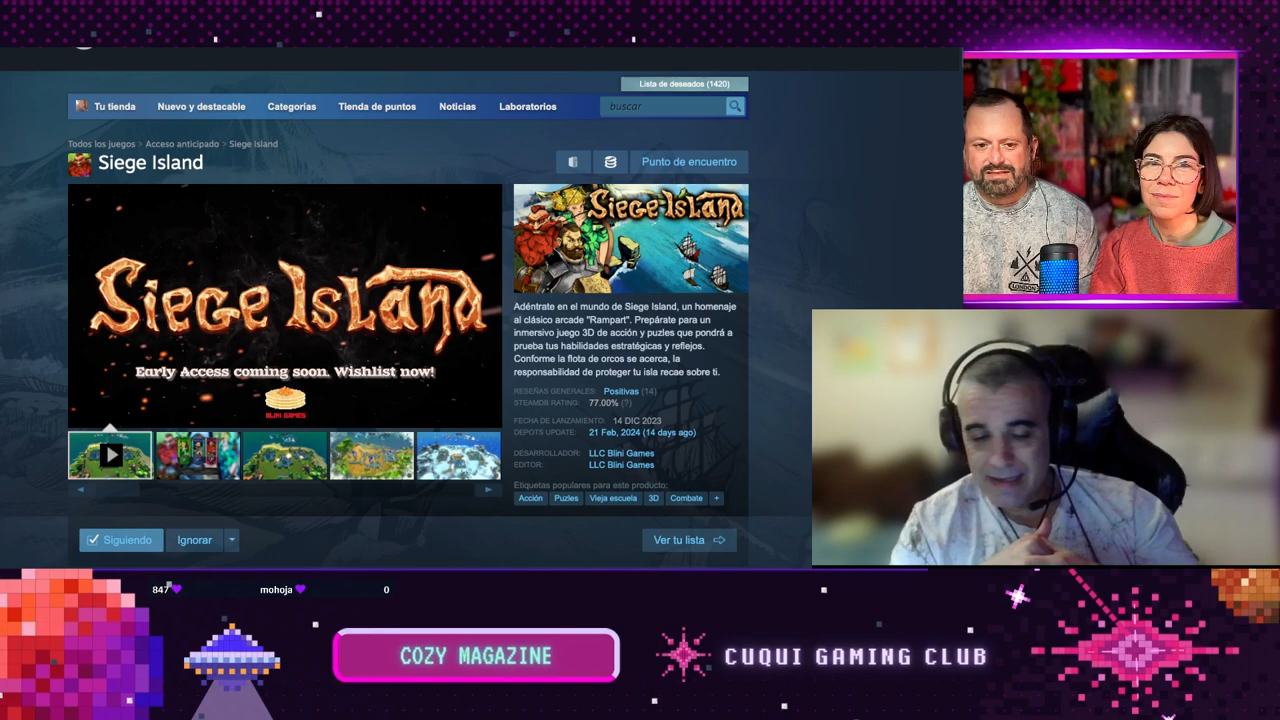 Lista de deseados (1420)
Tu tienda Nuevo y destacable Categorías Tienda de puntos Noticias Laboratorios buscar
Todos los juegos > Acceso anticipado > Siege Island
Siege Island
Punto de encuentro
Siege Island
Early Access coming soon. Wishlist now!
BLINI GAMES
Siege Island
Adéntrate en el mundo de Siege Island, un homenaje
al clásico arcade "Rampart". Prepárate para un
inmersivo juego 3D de acción y puzles que pondrá a
prueba tus habilidades estratégicas y reflejos.
Conforme la flota de orcos se acerca, la
responsabilidad de proteger tu isla recae sobre ti.
RESEÑAS GENERALES: Positivas (14)
STEAMDB RATING: 77.00% (?)
FECHA DE LANZAMIENTO: 14 DIC 2023
DEPOTS UPDATE: 21 Feb, 2024 (14 days ago)
DESARROLLADOR: LLC Blini Games
EDITOR: LLC Blini Games
Etiquetas populares para este producto:
Acción Puzles Vieja escuela 3D Combate +
Siguiendo Ignorar Ver tu lista
LONDON
847 mohoja 0
COZY MAGAZINE
CUQUI GAMING CLUB